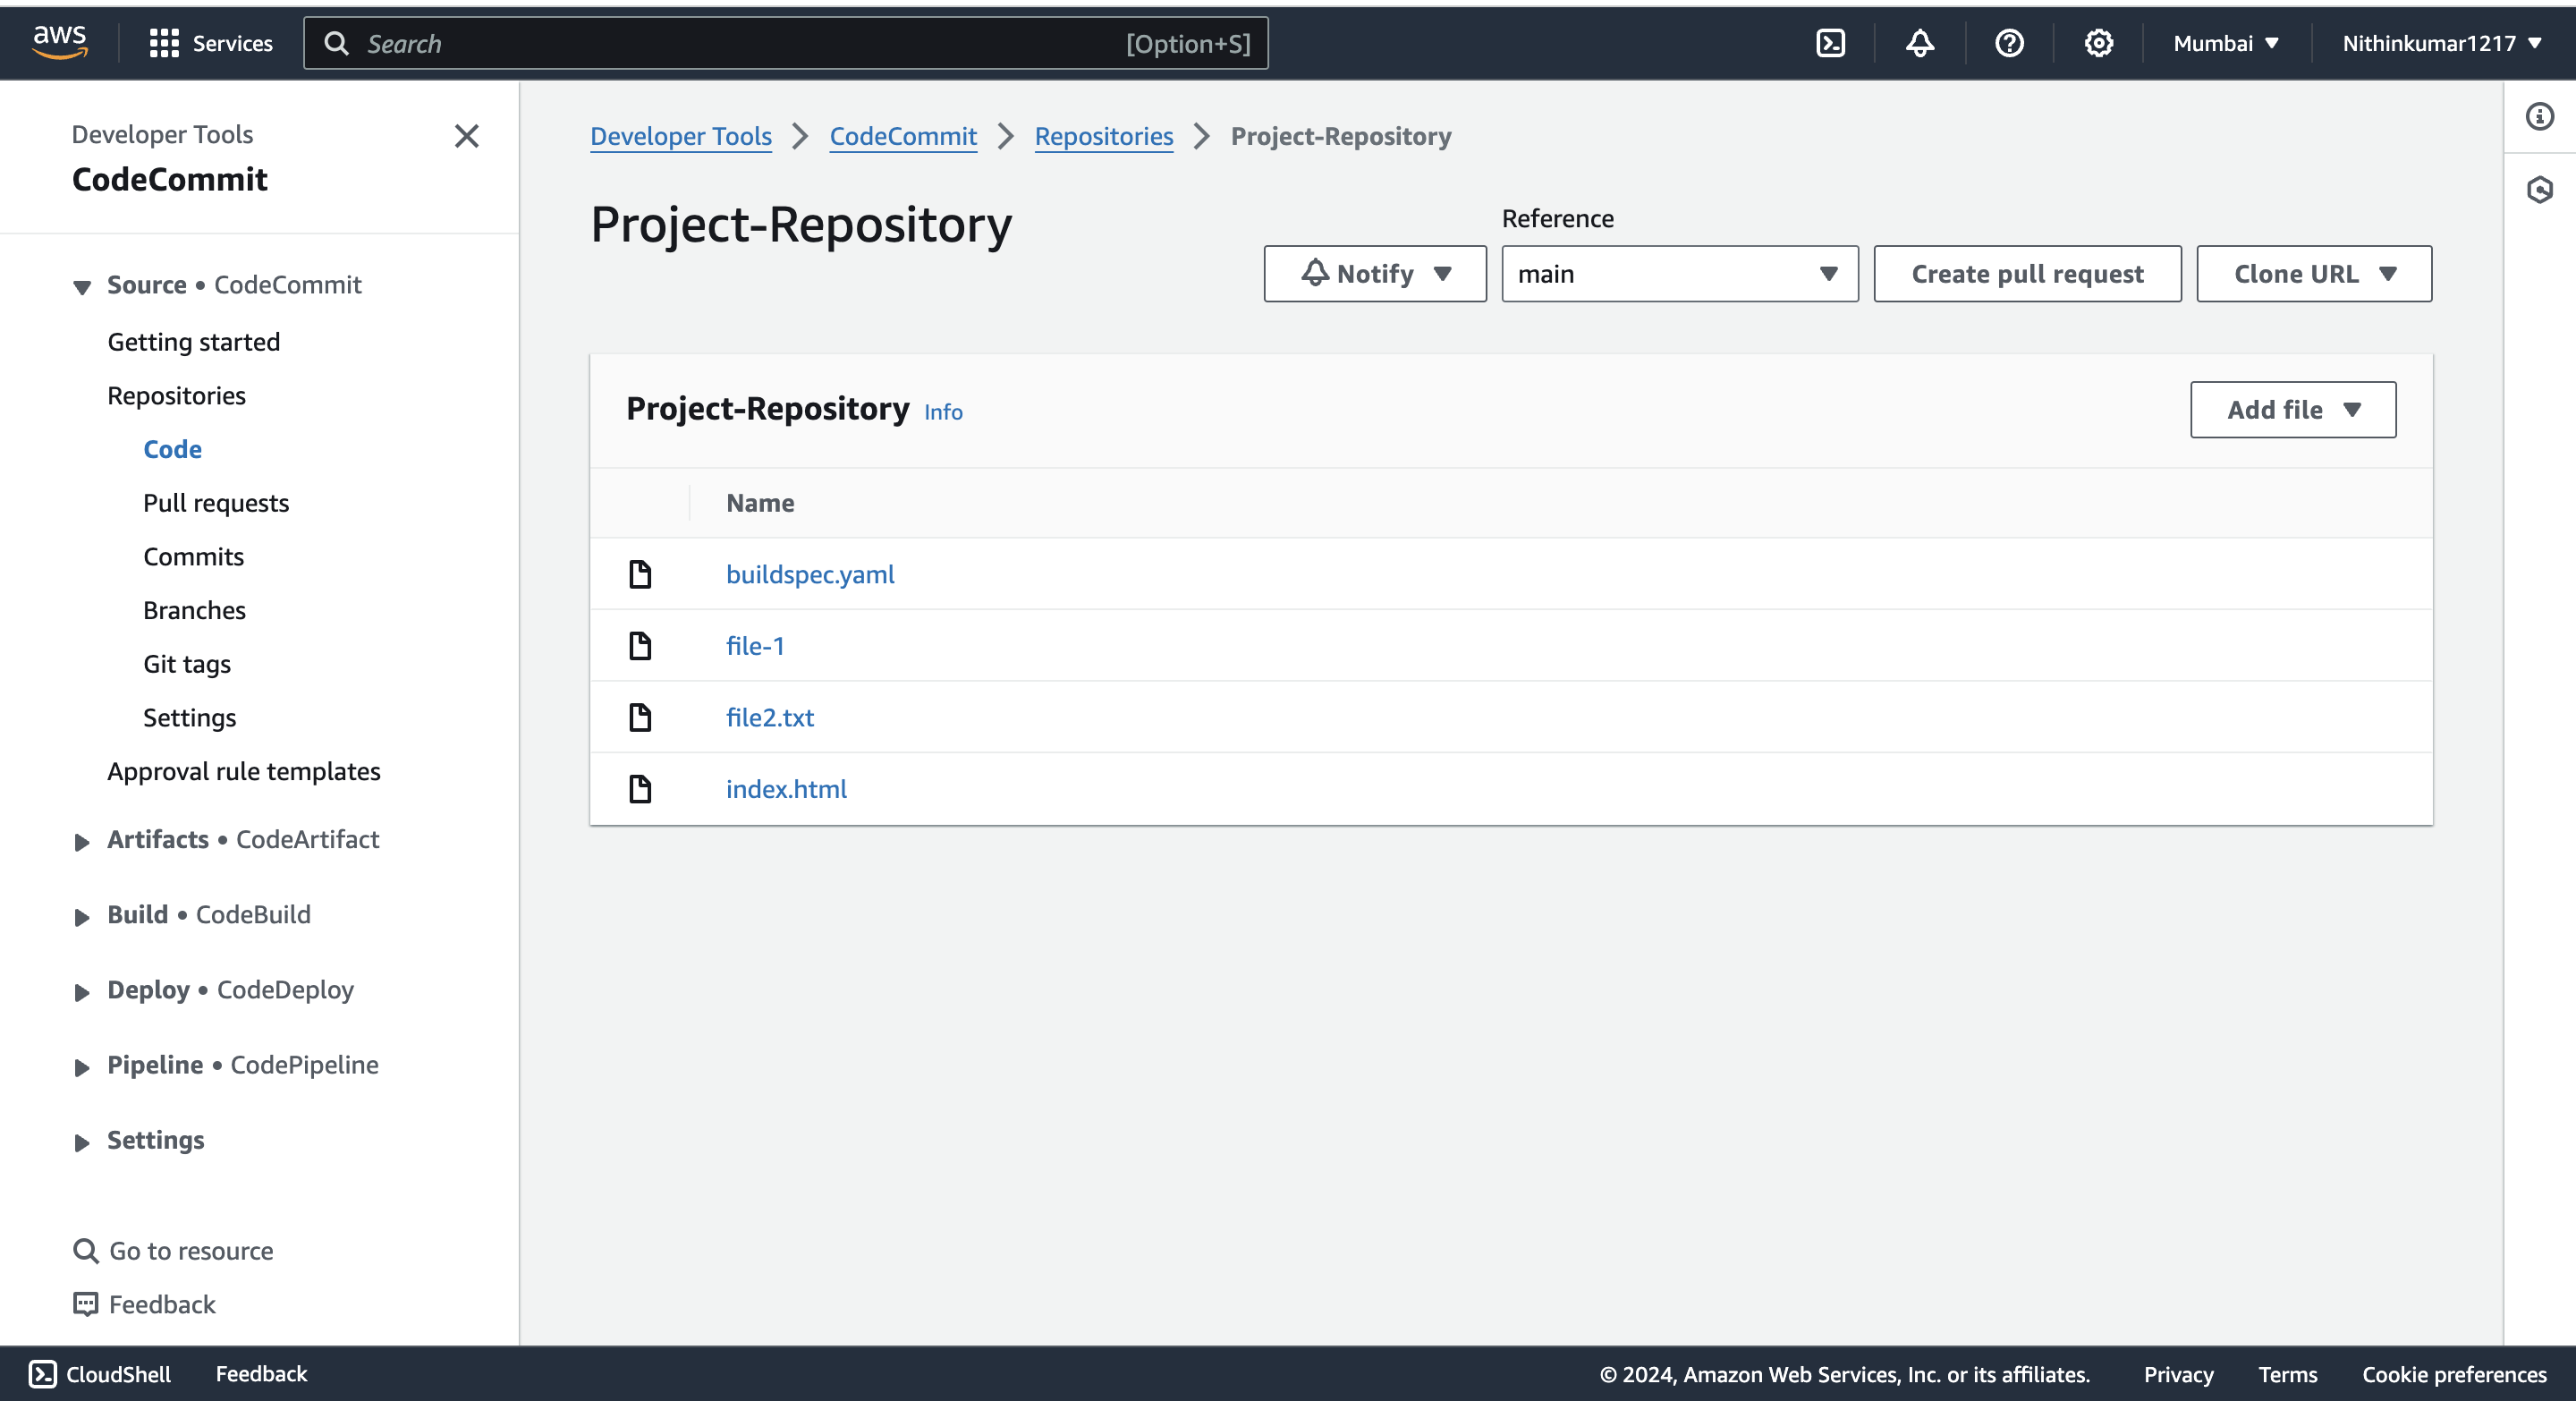 aws Services Search [Option+S] Mumbai Nithinkumar1217
Developer Tools
CodeCommit
Source • CodeCommit
Getting started
Repositories
Code
Pull requests
Commits
Branches
Git tags
Settings
Approval rule templates
Artifacts • CodeArtifact
Build • CodeBuild
Deploy • CodeDeploy
Pipeline • CodePipeline
Settings
Go to resource
Feedback
Developer Tools CodeCommit Repositories Project-Repository
Project-Repository
Reference
Notify main Create pull request Clone URL
Project-Repository Info Add file
Name
buildspec.yaml
file-1
file2.txt
index.html
CloudShell Feedback © 2024, Amazon Web Services, Inc. or its affiliates. Privacy Terms Cookie preferences